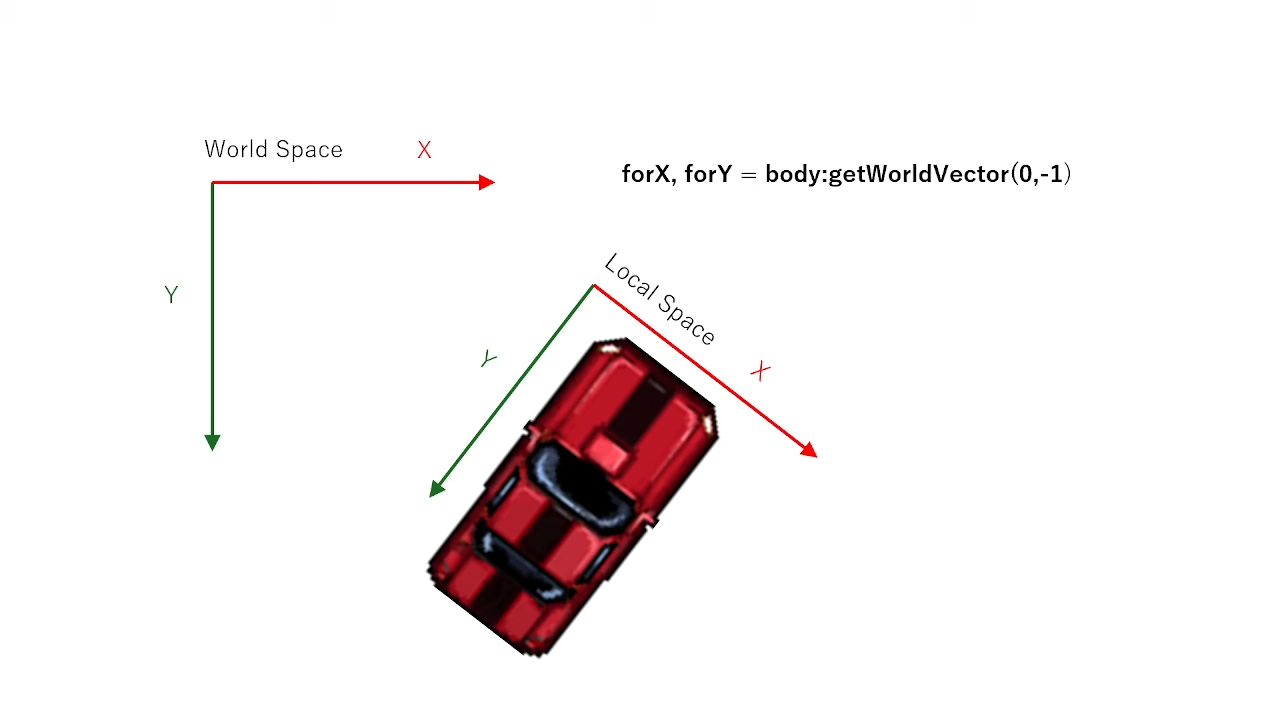 World Space
X
forX, forY = body:getWorldVector(0,-1)
Y
Local Space
Y
X